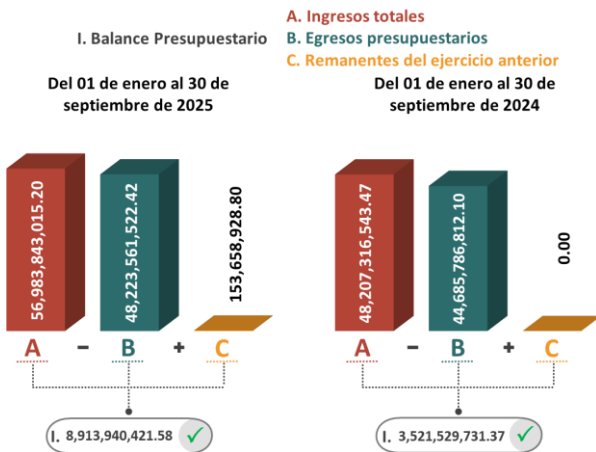 A. Ingresos totales
I. Balance Presupuestario
B. Egresos presupuestarios
C. Remanentes del ejercicio anterior
Del 01 de enero al 30 de
septiembre de 2025
56,983,843,015.20
48,223,561,522.42
153,658,928.80
A – B + C
I. 8,913,940,421.58
Del 01 de enero al 30 de
septiembre de 2024
48,207,316,543.47
44,685,786,812.10
0.00
A – B + C
I. 3,521,529,731.37